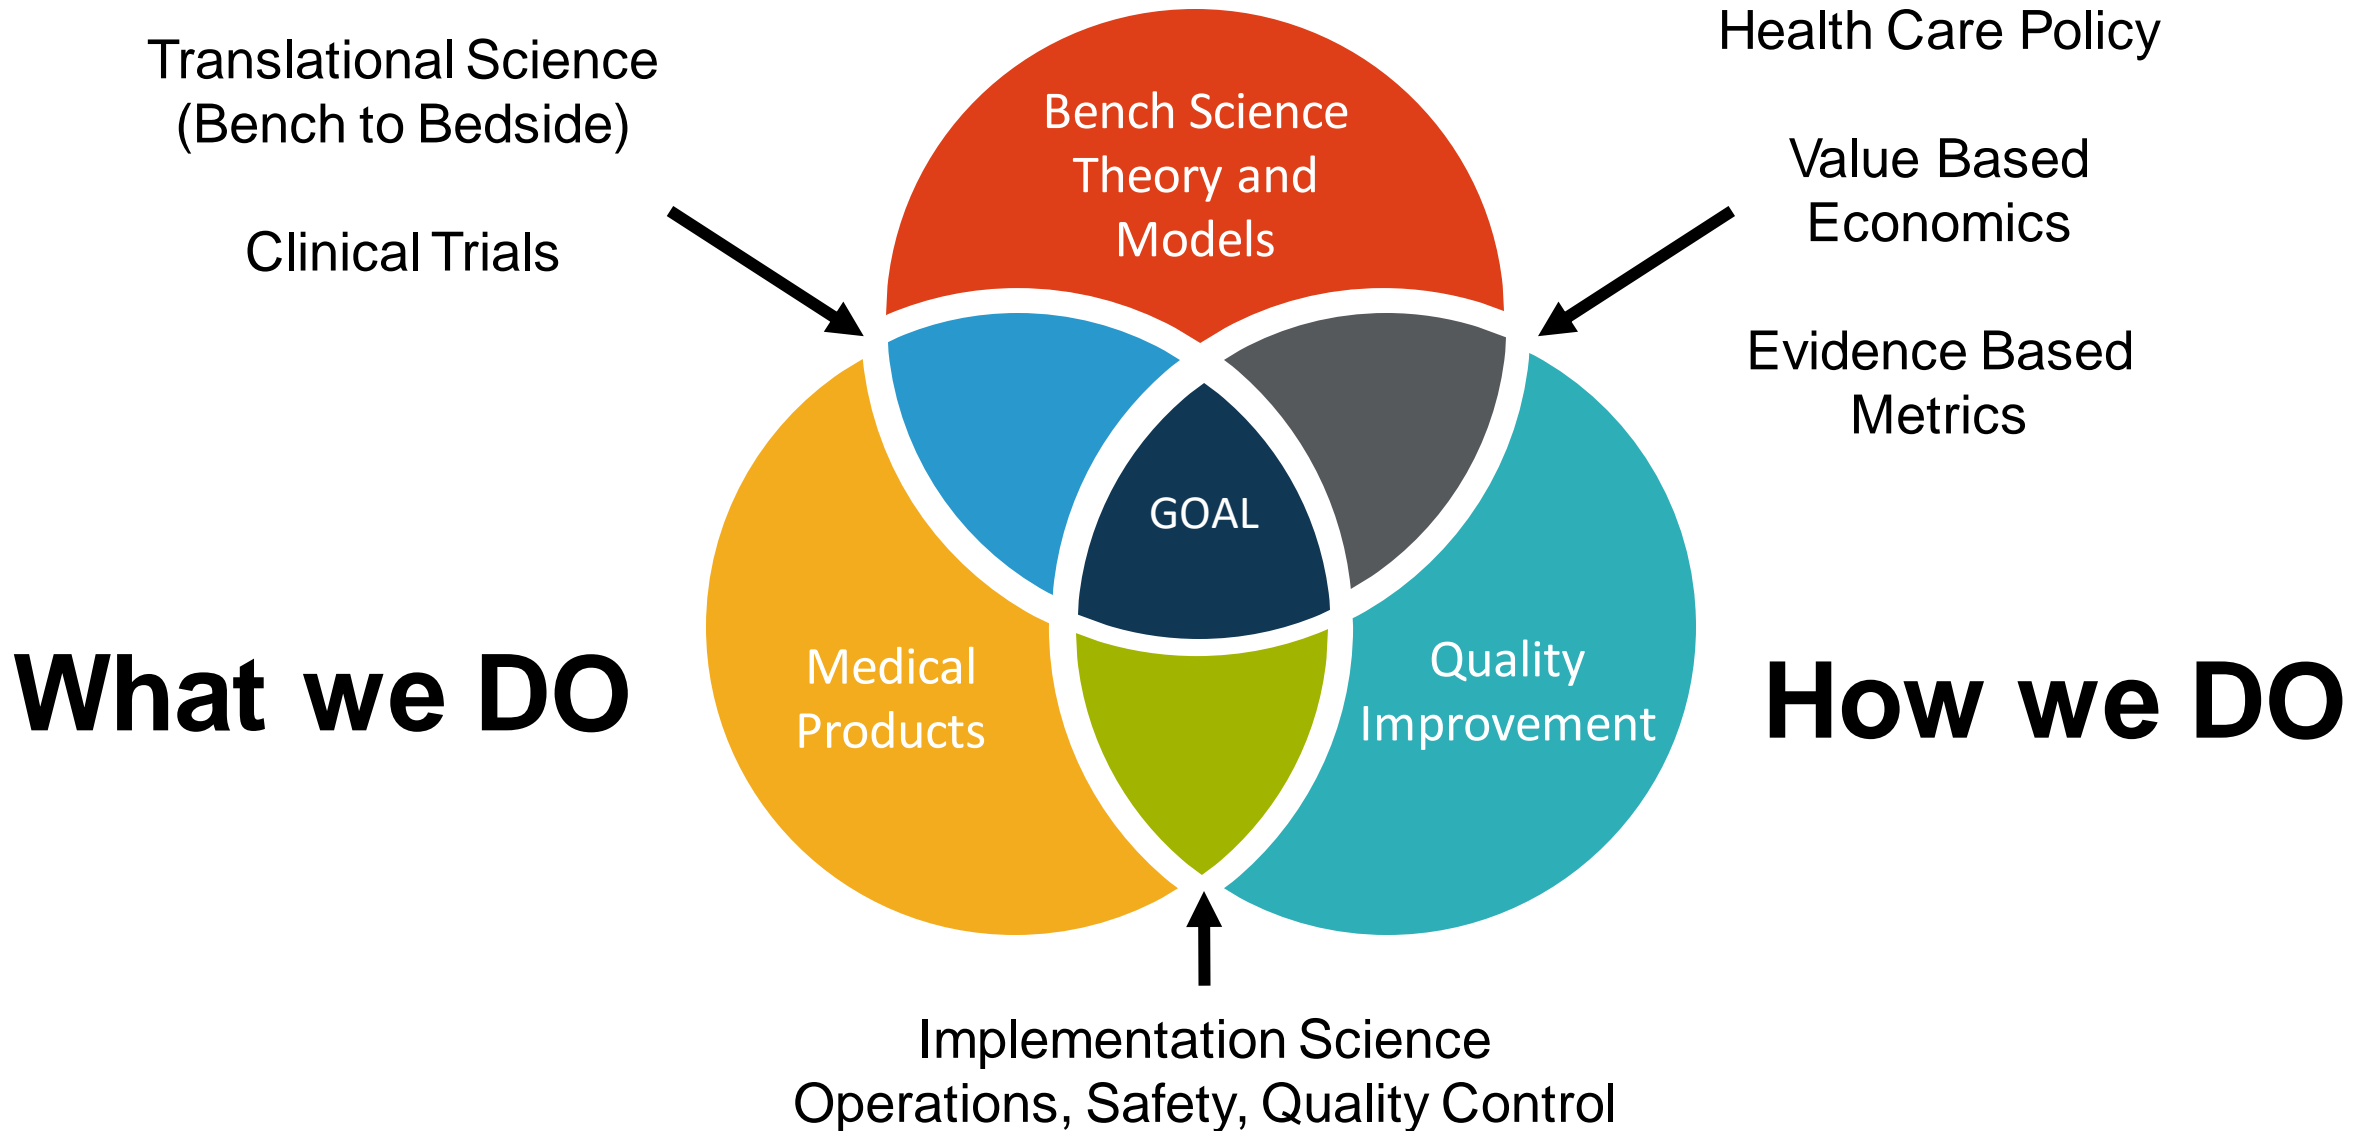 Translational Science
(Bench to Bedside)
Clinical Trials
Bench Science
Theory and
Models
Health Care Policy
Value Based
Economics
Evidence Based
Metrics
GOAL
What we DO
Medical
Products
Quality
Improvement
How we DO
Implementation Science
Operations, Safety, Quality Control